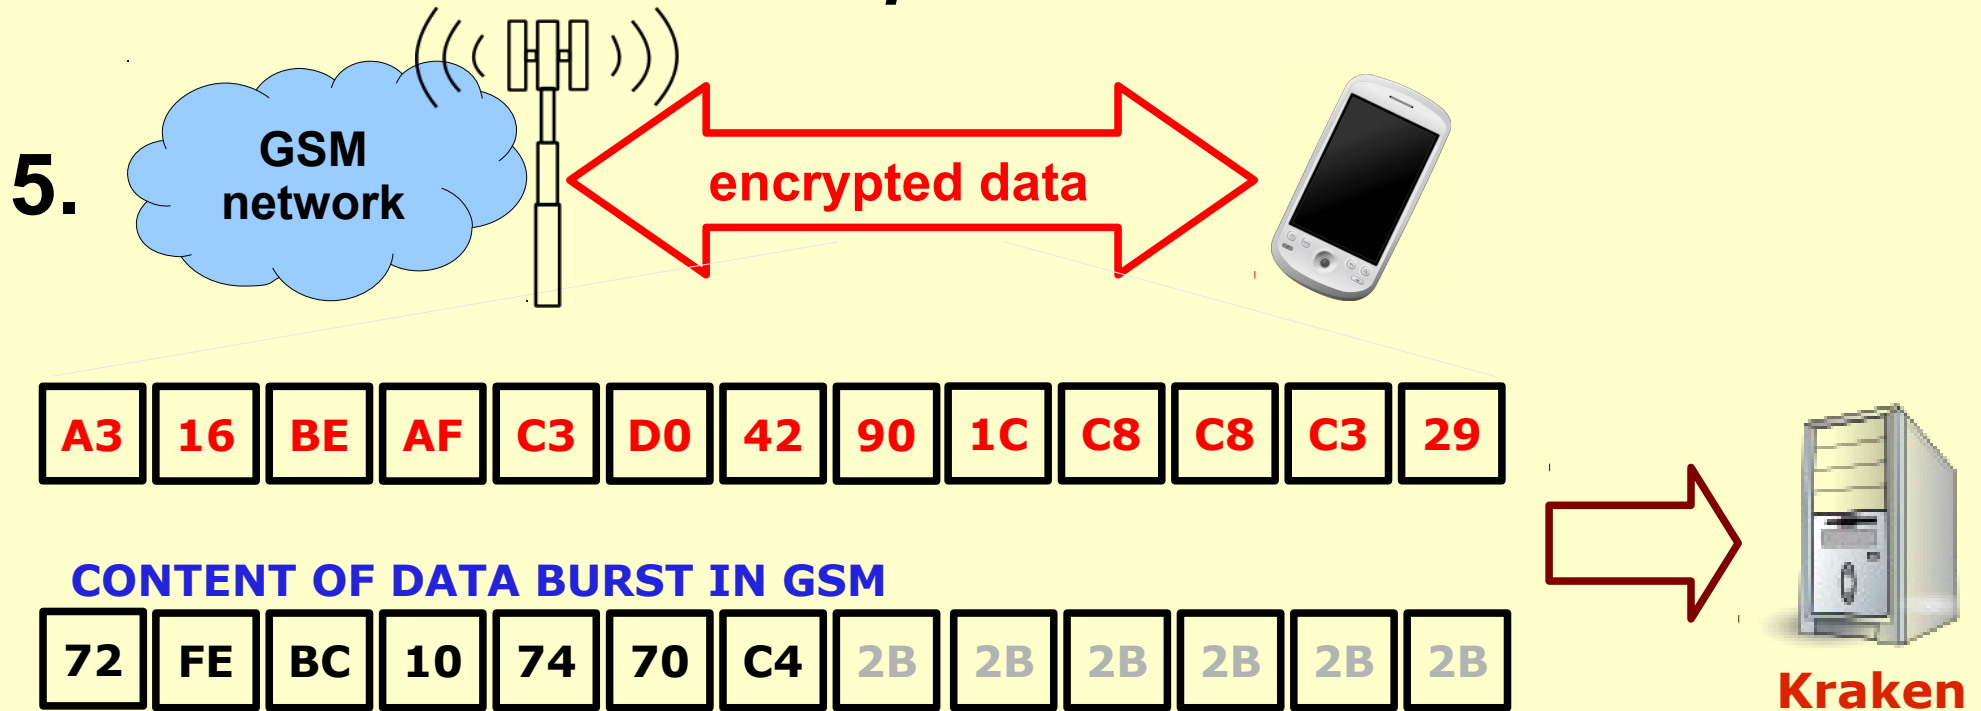 GSM
network
5.
encrypted data
A3 16 BE AF C3 D0 42 90 1C C8 C8 C3 29
CONTENT OF DATA BURST IN GSM
72 FE BC 10 74 70 C4 2B 2B 2B 2B 2B 2B
Kraken